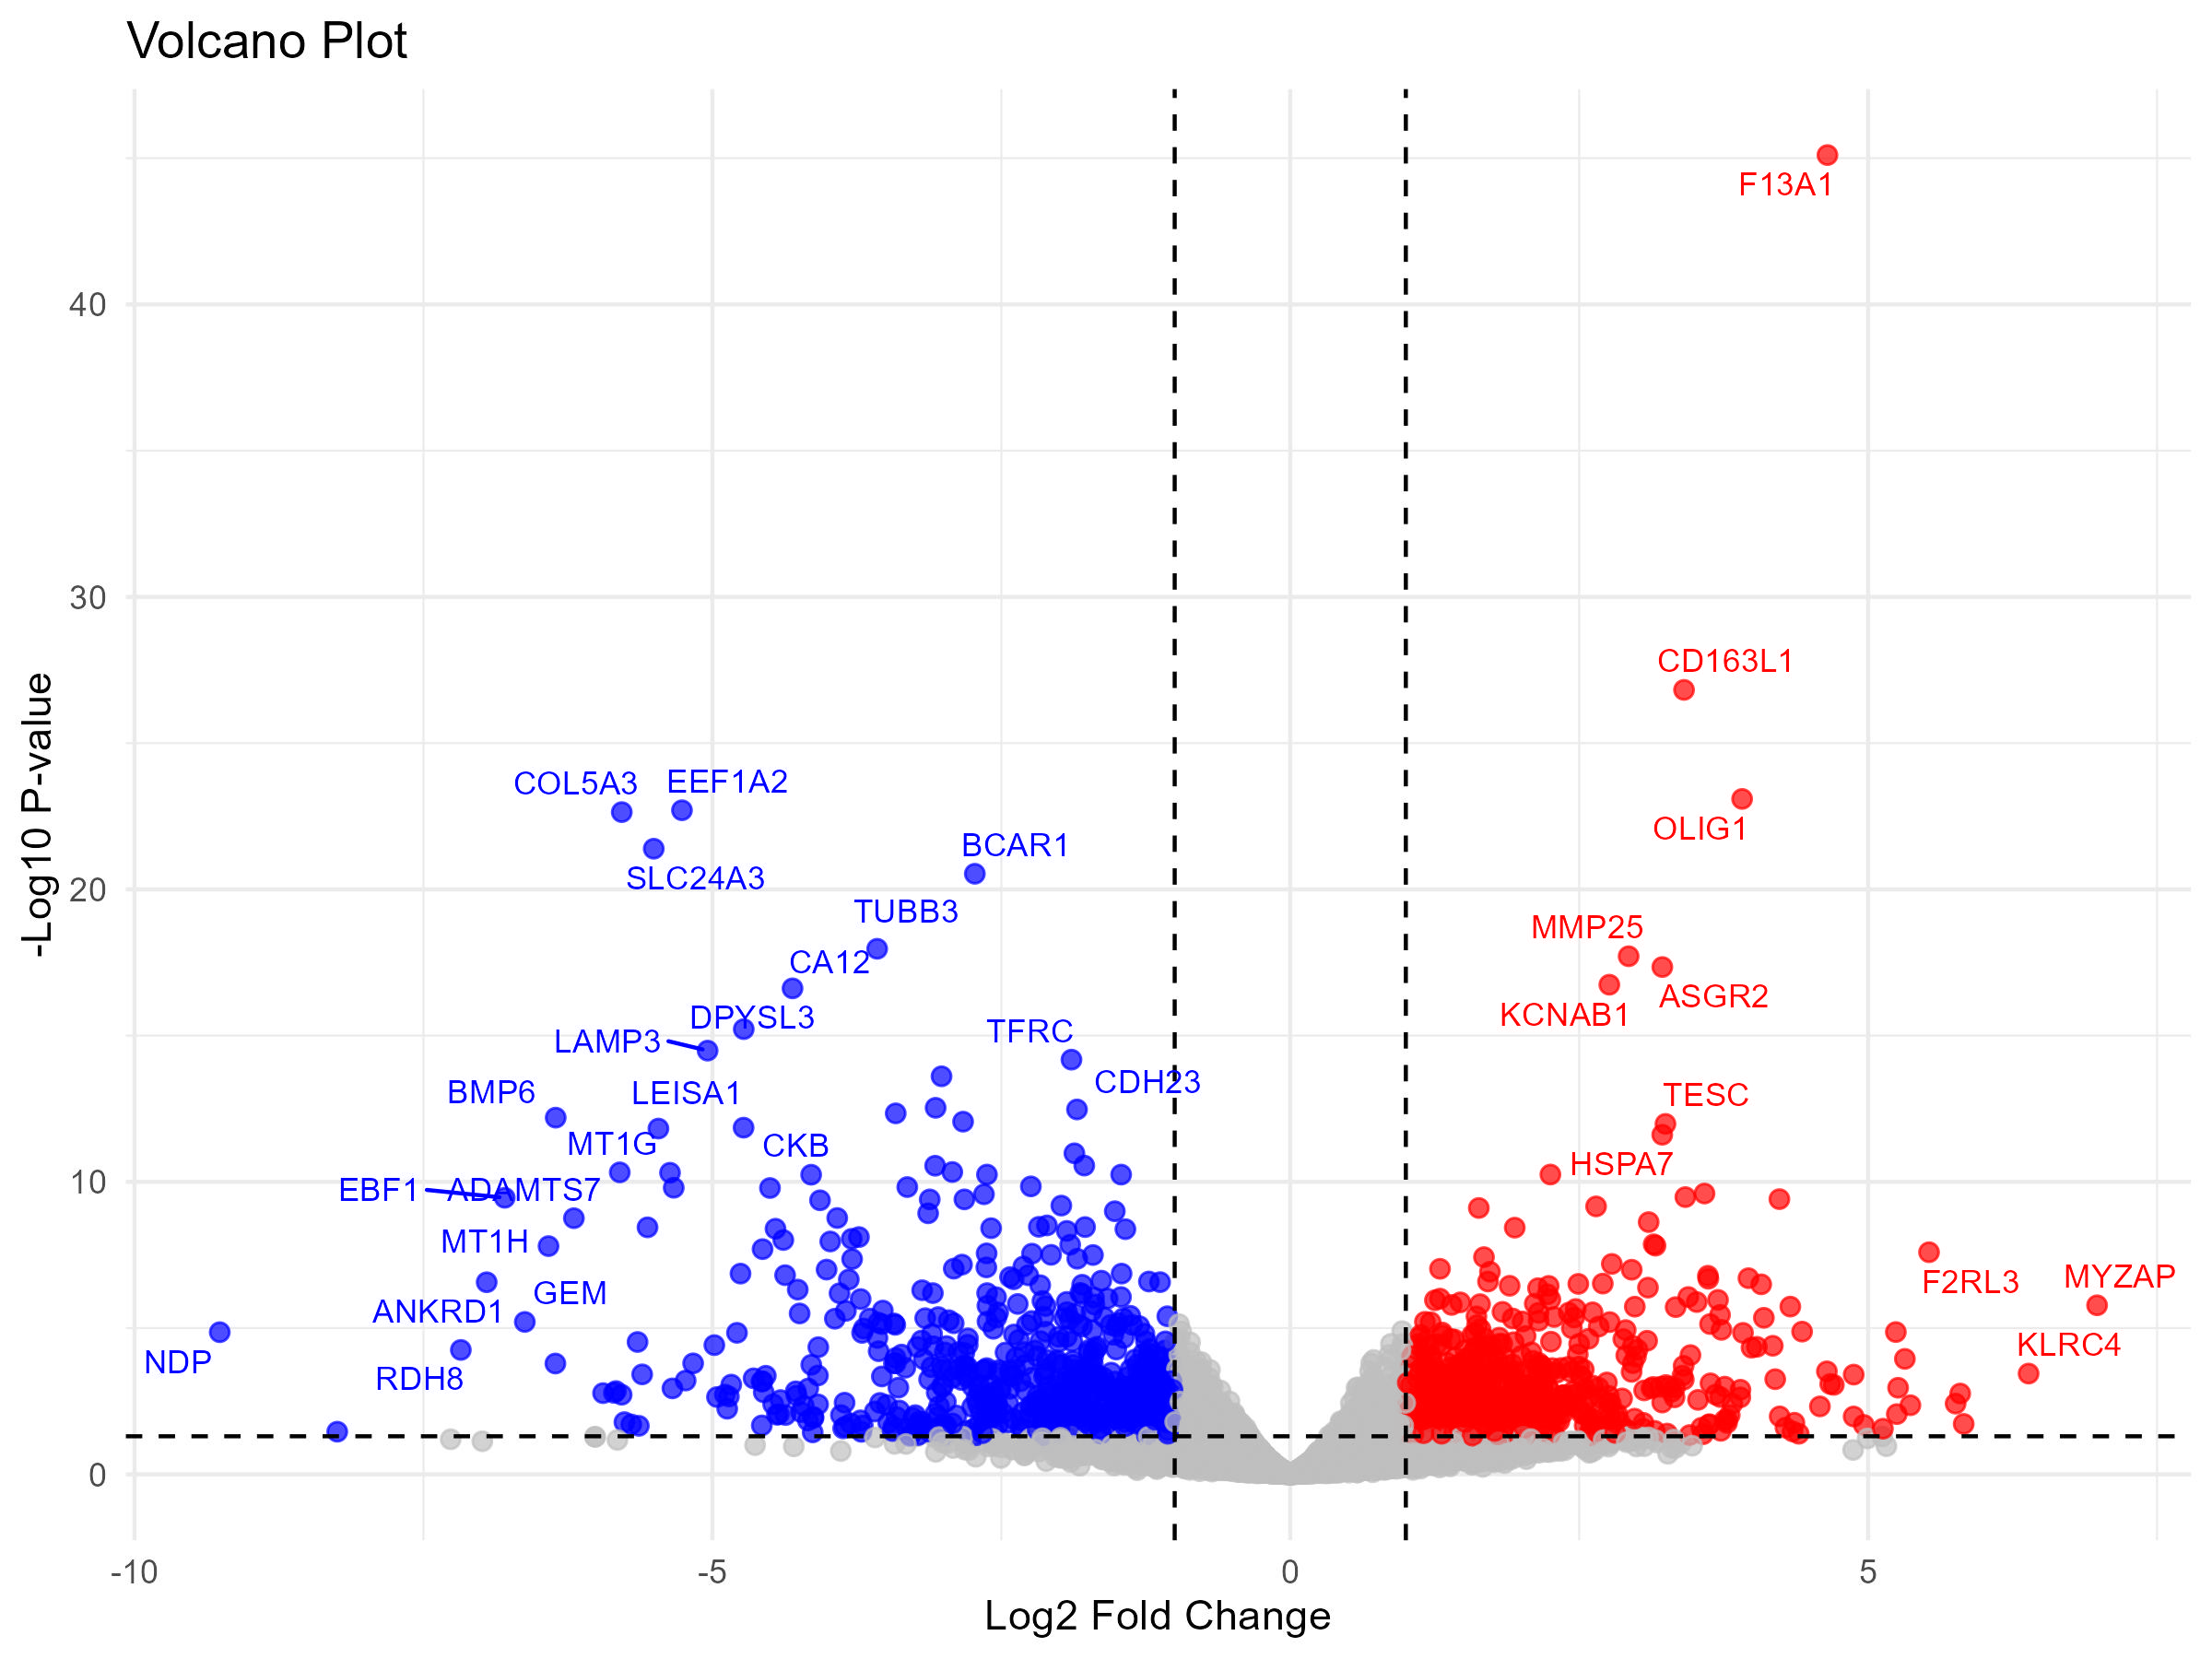 Volcano Plot
F13A1
40
30
CD163L1
COL5A3
EEF1A2
OLIG1
BCAR1
SLC24A3
20
TUBB3
MMP25
CA12
ASGR2
KCNAB1
DPYSL3
TFRC
LAMP3
CDH23
BMP6
LEISA1
TESC
MT1G
CKB
HSPA7
10
EBF1
ADAMTS7
MT1H
F2RL3
MYZAP
GEM
ANKRD1
NDP
KLRC4
RDH8
0
-10
-5
0
5
Log2 Fold Change
-Log10 P-value